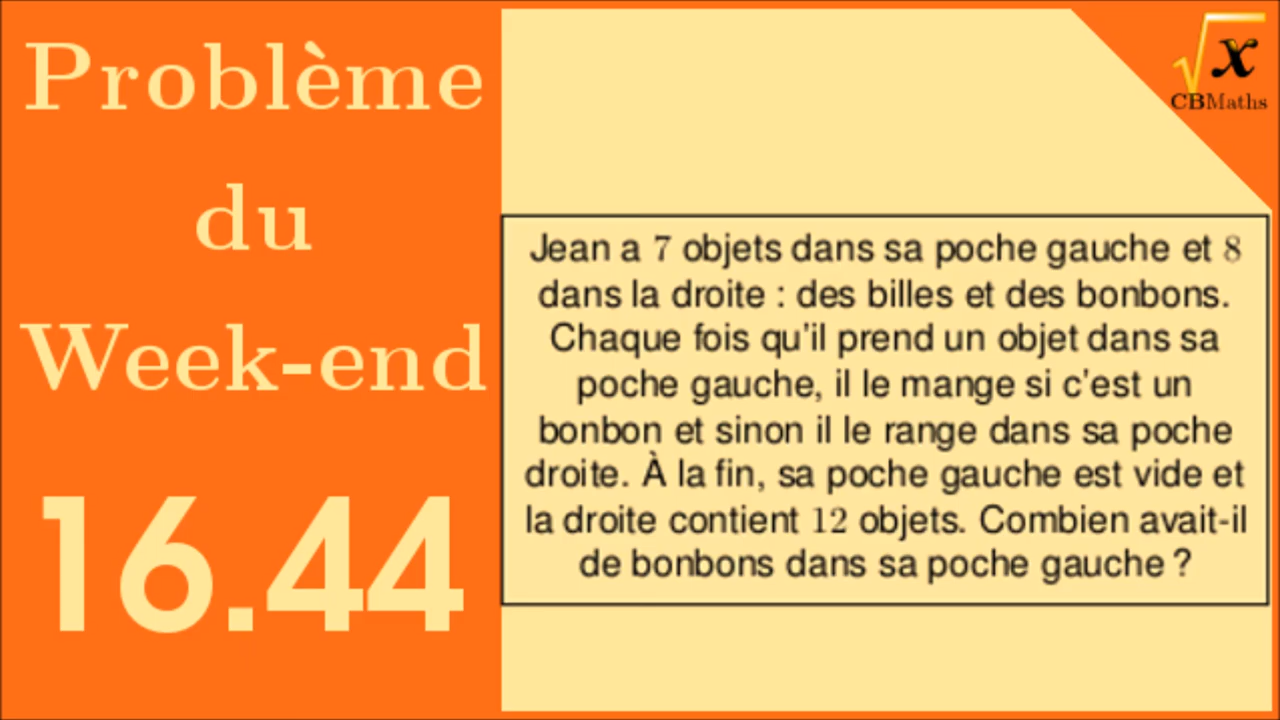 Problème
du
Week-end
16.44
x
CBMaths
Jean a 7 objets dans sa poche gauche et 8
dans la droite : des billes et des bonbons.
Chaque fois qu'il prend un objet dans sa
poche gauche, il le mange si c'est un
bonbon et sinon il le range dans sa poche
droite. À la fin, sa poche gauche est vide et
la droite contient 12 objets. Combien avait-il
de bonbons dans sa poche gauche ?